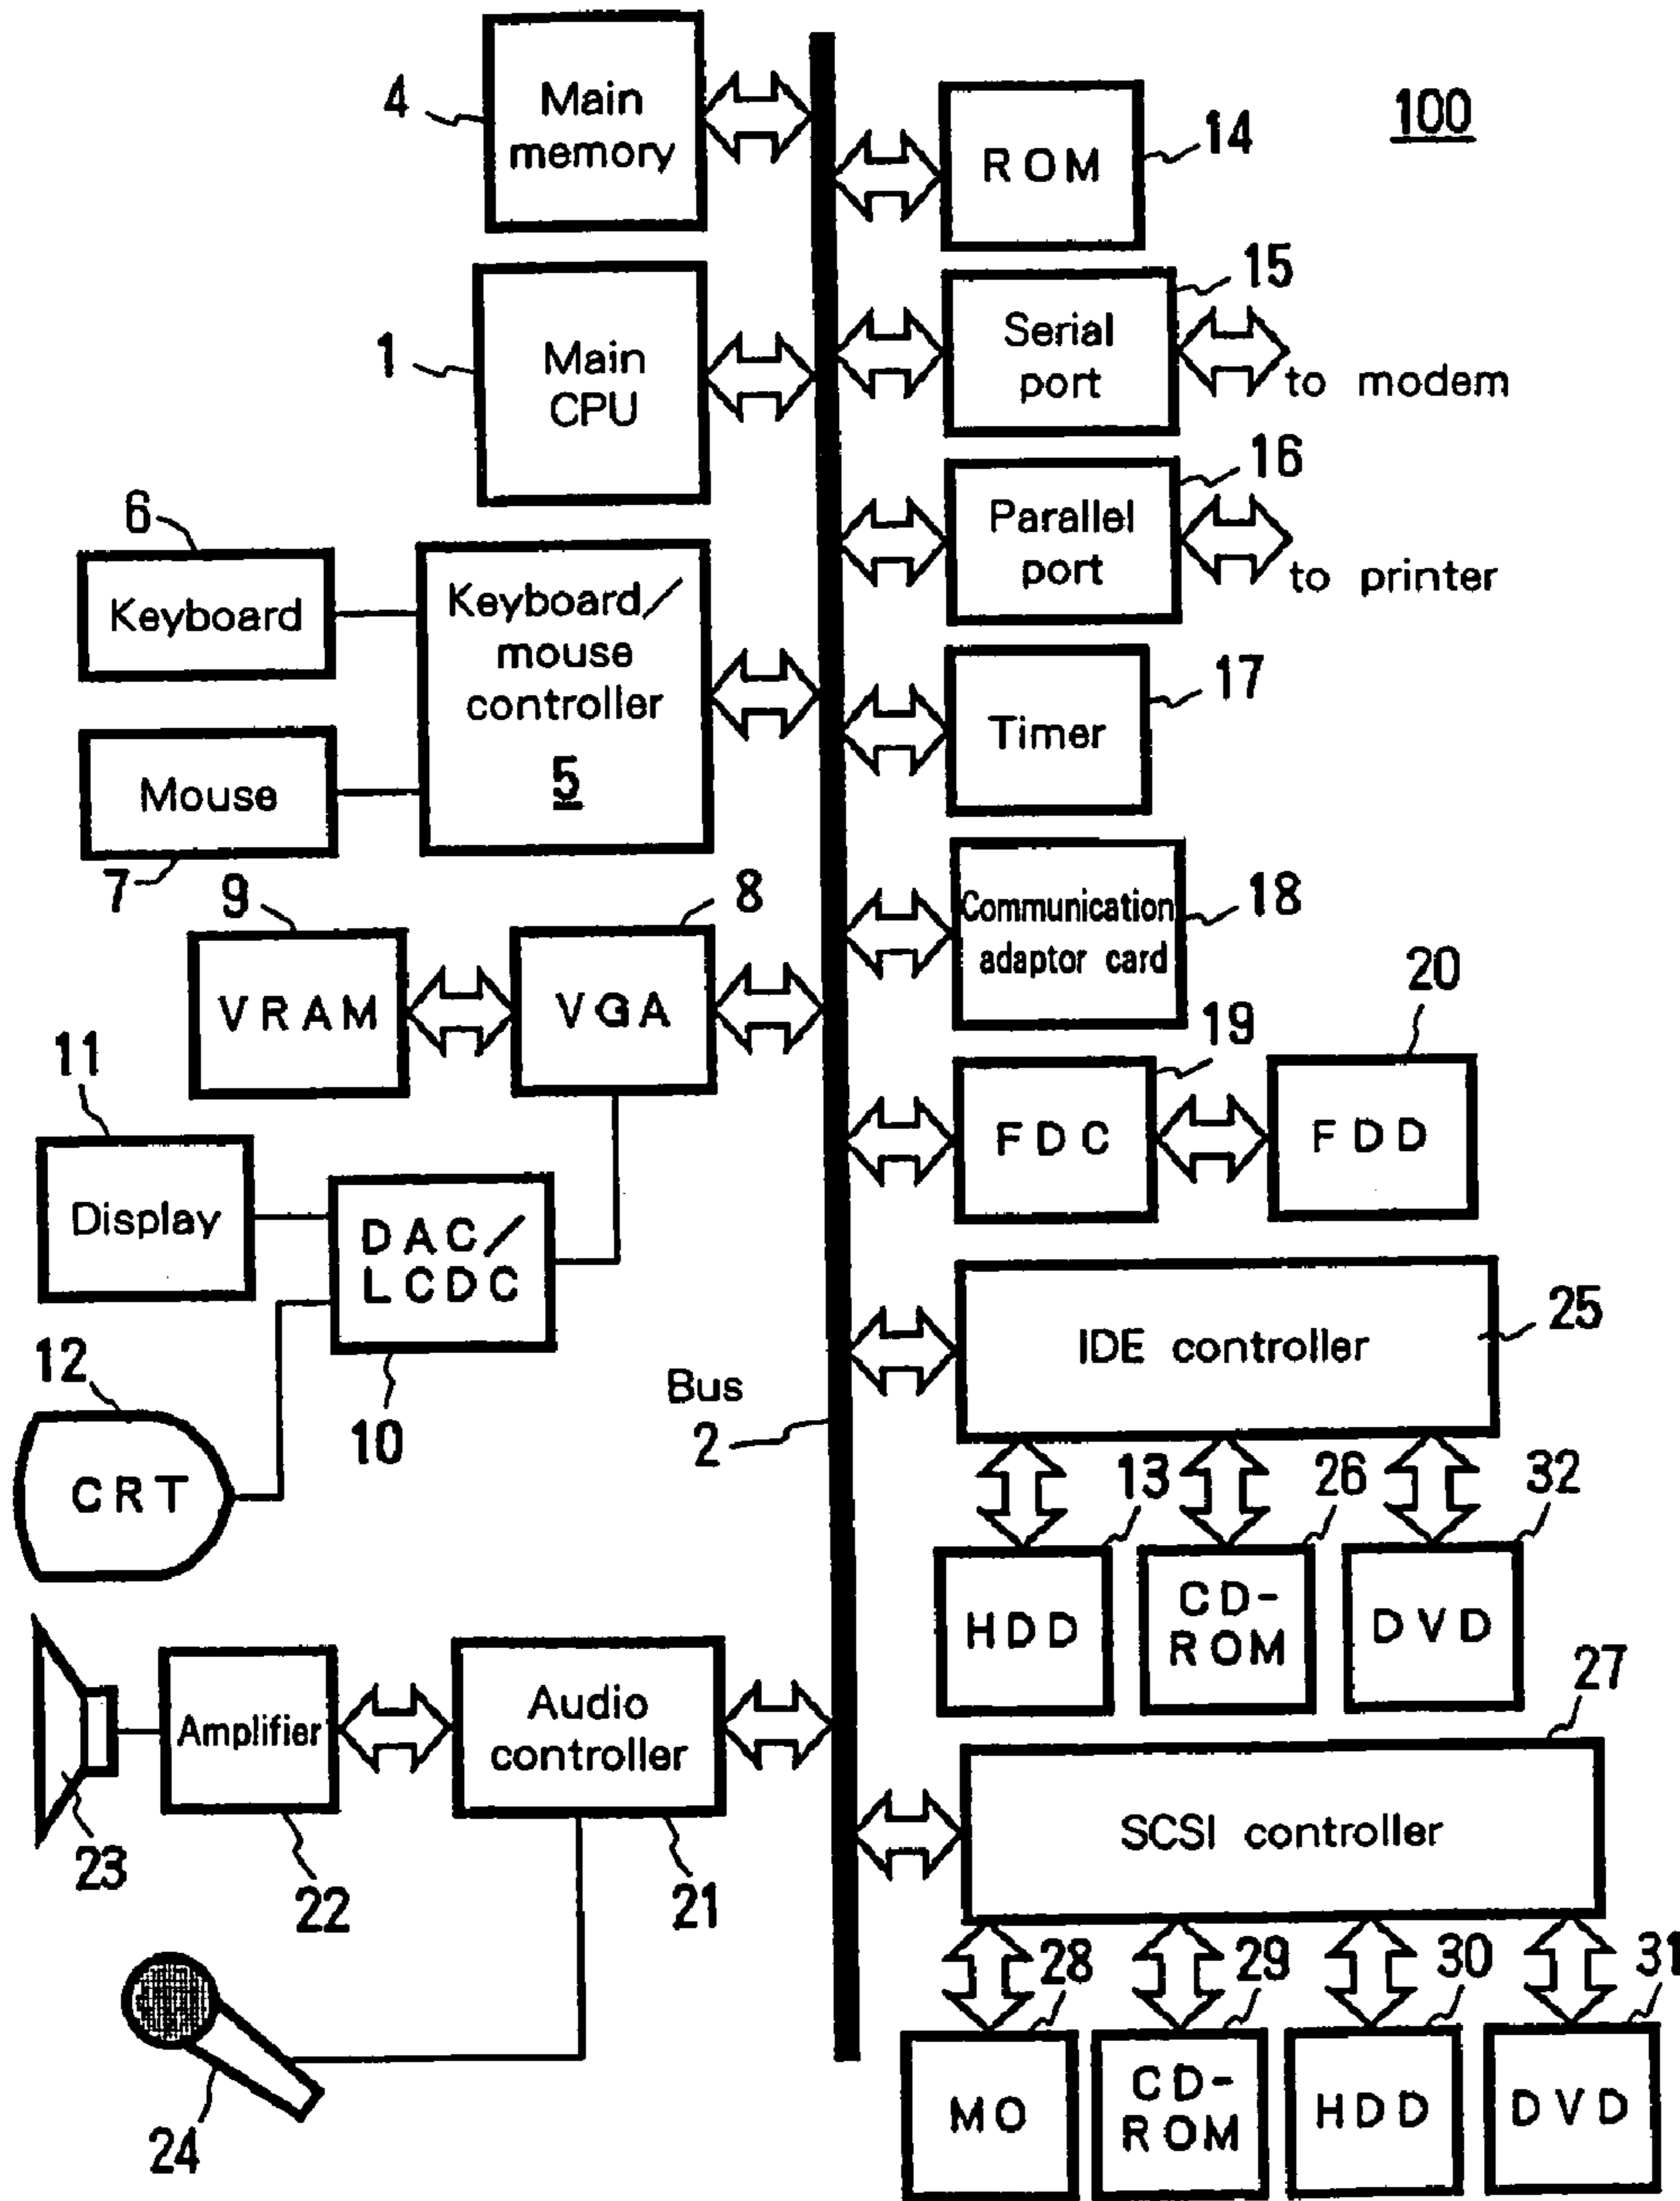 100
4
Main
memory
ROM
14
1
Main
CPU
15
Serial
port
to modem
16
Parallel
port
to printer
6
Keyboard
Keyboard/
mouse
controller
5
Mouse
7
17
Timer
18
Communication
adaptor card
9
VRAM
8
VGA
19
FDC
20
FDD
11
Display
DAC/
LCDC
10
12
CRT
Bus
2
IDE controller
25
13
HDD
26
CD-
ROM
32
DVD
23
Amplifier
22
Audio
controller
21
24
27
SCSI controller
28
MO
29
CD-
ROM
30
HDD
31
DVD